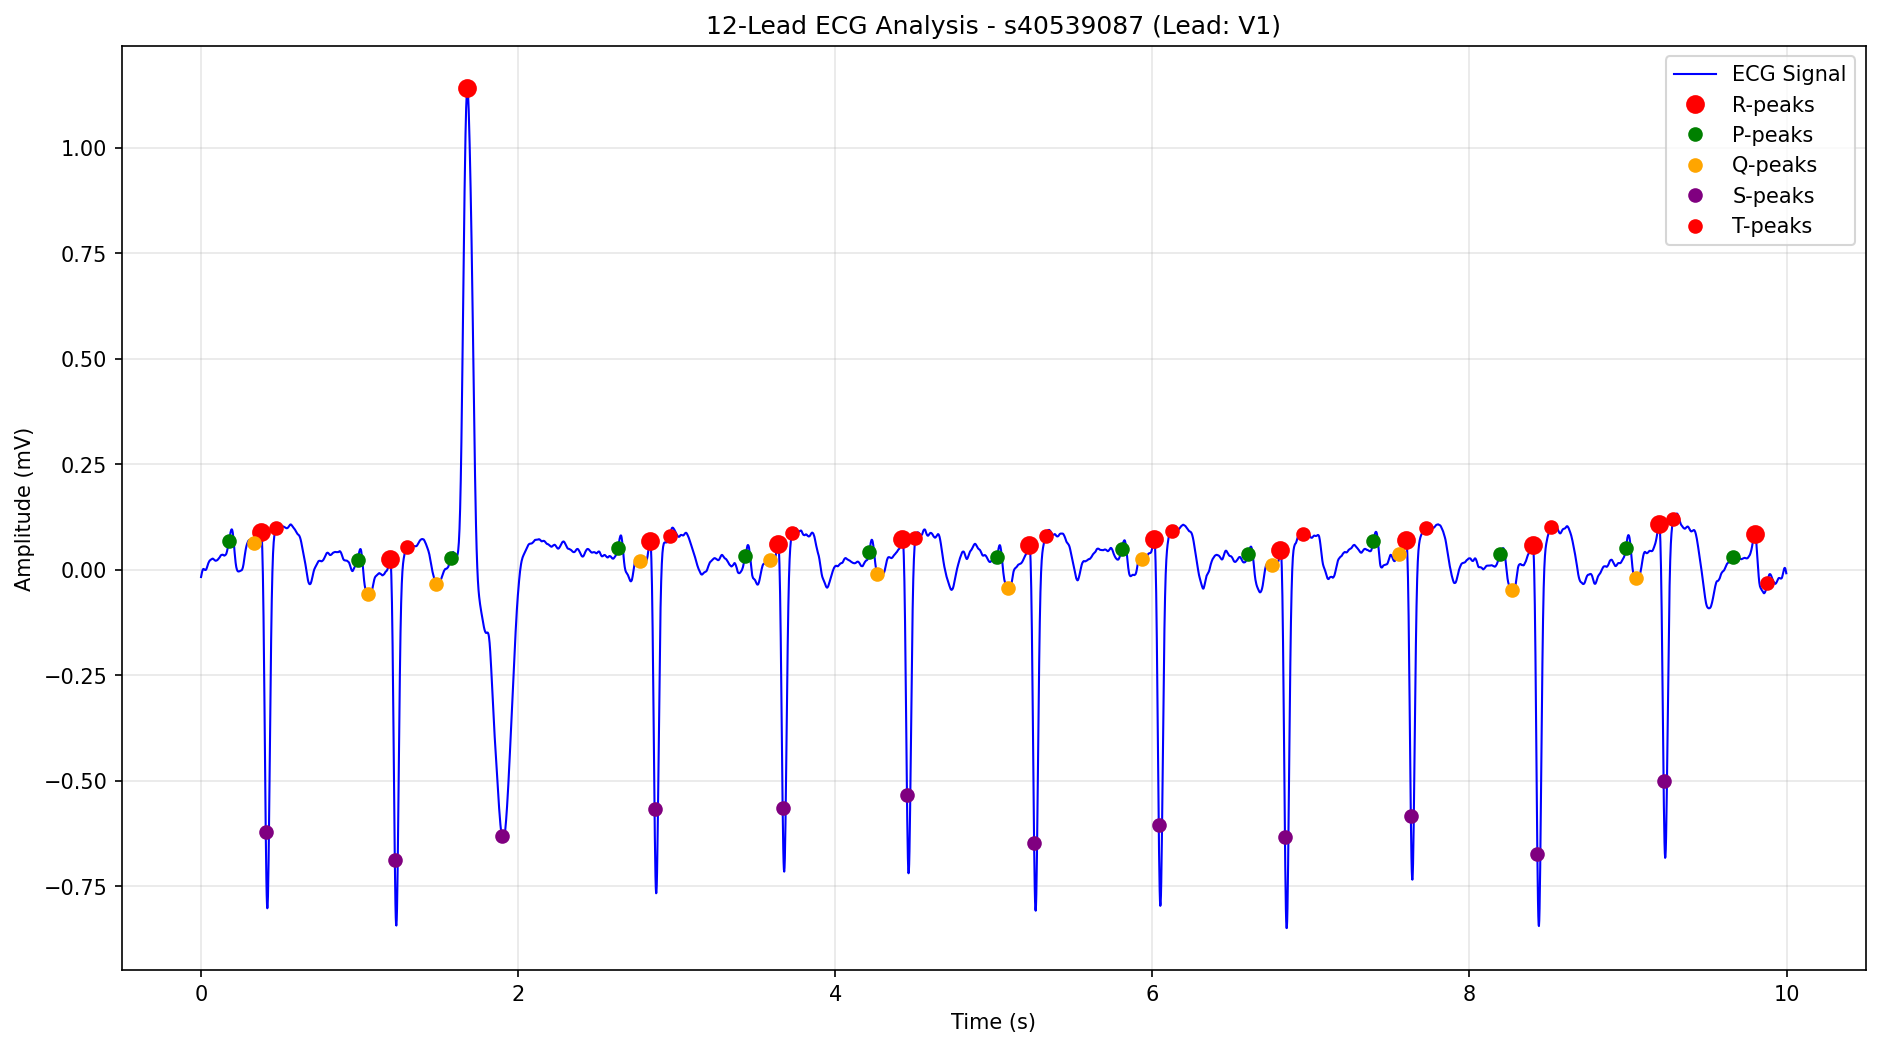 12-Lead ECG Analysis - s40539087 (Lead: V1)
ECG Signal
R-peaks
P-peaks
Q-peaks
S-peaks
T-peaks
1.00
0.75
0.50
0.25
0.00
−0.25
−0.50
−0.75
Amplitude (mV)
0 2 4 6 8 10
Time (s)